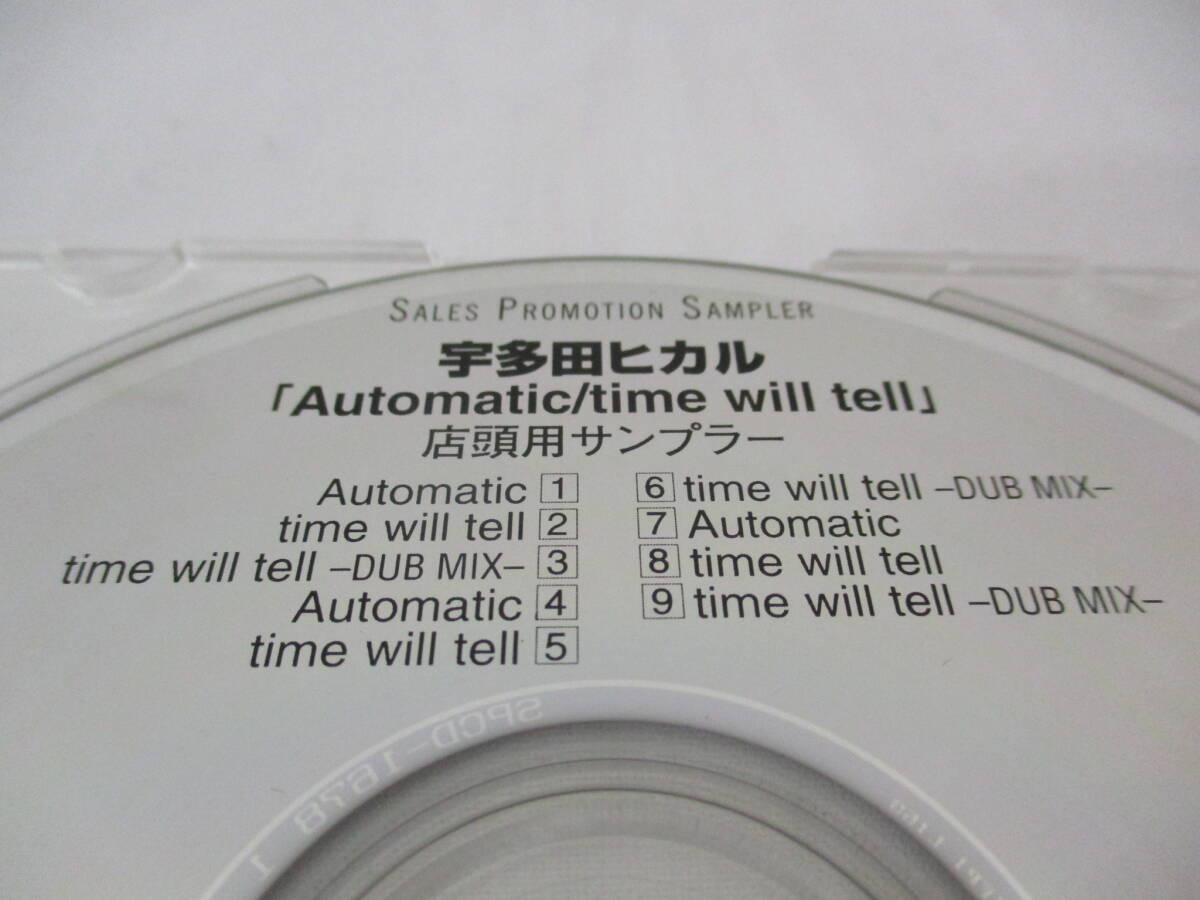 SALES PROMOTION SAMPLER
宇多田ヒカル
「Automatic/time will tell」
店頭用サンプラー
Automatic 1
time will tell 2
time will tell –DUB MIX– 3
Automatic 4
time will tell 5
6 time will tell –DUB MIX–
7 Automatic
8 time will tell
9 time will tell –DUB MIX–
SPCD-1628 1